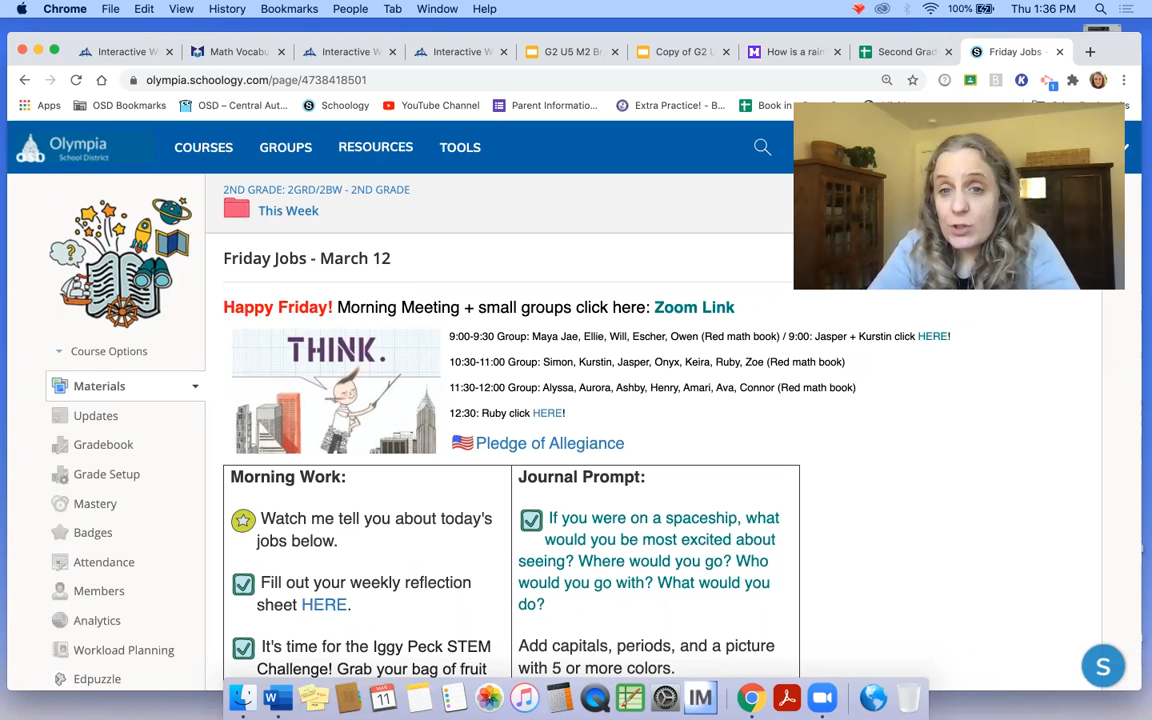 Chrome File Edit View History Bookmarks People Tab Window Help 100% Thu 1:36 PM
Interactive W Math Vocabu Interactive W Interactive W G2 U5 M2 Br Copy of G2 U How is a rain Second Grad Friday Jobs -
olympia.schoology.com/page/4738418501
Apps OSD Bookmarks OSD – Central Aut... Schoology YouTube Channel Parent Informatio... Extra Practice! - B... Book in
Olympia
School District
OSD
COURSES GROUPS RESOURCES TOOLS
2ND GRADE: 2GRD/2BW - 2ND GRADE
This Week
Friday Jobs - March 12
Happy Friday! Morning Meeting + small groups click here: Zoom Link
THINK.
9:00-9:30 Group: Maya Jae, Ellie, Will, Escher, Owen (Red math book) / 9:00: Jasper + Kurstin click HERE!
10:30-11:00 Group: Simon, Kurstin, Jasper, Onyx, Keira, Ruby, Zoe (Red math book)
11:30-12:00 Group: Alyssa, Aurora, Ashby, Henry, Amari, Ava, Connor (Red math book)
12:30: Ruby click HERE!
Pledge of Allegiance
Course Options
Materials
Updates
Gradebook
Grade Setup
Mastery
Badges
Attendance
Members
Analytics
Workload Planning
Edpuzzle
Morning Work:
Watch me tell you about today's
jobs below.
Fill out your weekly reflection
sheet HERE.
It's time for the Iggy Peck STEM
Challenge! Grab your bag of fruit
Journal Prompt:
If you were on a spaceship, what
would you be most excited about
seeing? Where would you go? Who
would you go with? What would you
do?
Add capitals, periods, and a picture
with 5 or more colors.
S
MAR
11
IM